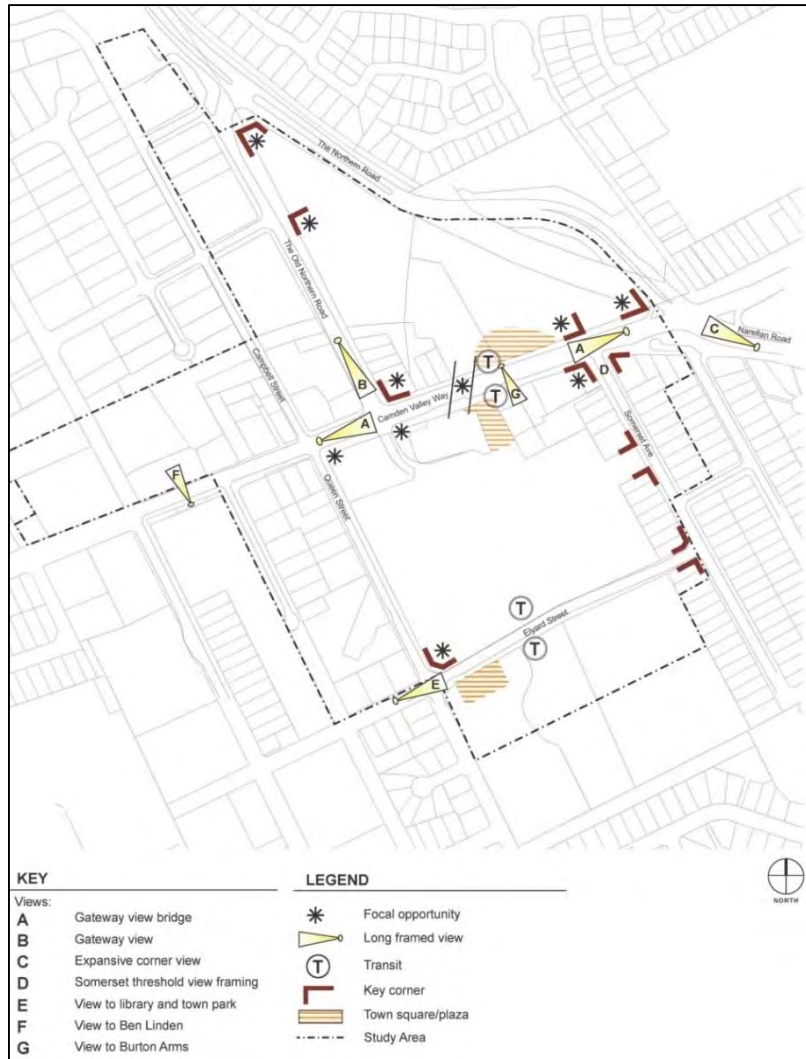 The Northern Road
The Old Northern Road
Campbell Street
Narellan Road
C
A
T
D
B
G
T
Camden Valley Way
Somerset Ave
A
F
Queen Street
T
Elyard Street
T
E
KEY
Views:
A Gateway view bridge
B Gateway view
C Expansive corner view
D Somerset threshold view framing
E View to library and town park
F View to Ben Linden
G View to Burton Arms
LEGEND
Focal opportunity
Long framed view
T Transit
Key corner
Town square/plaza
Study Area
NORTH